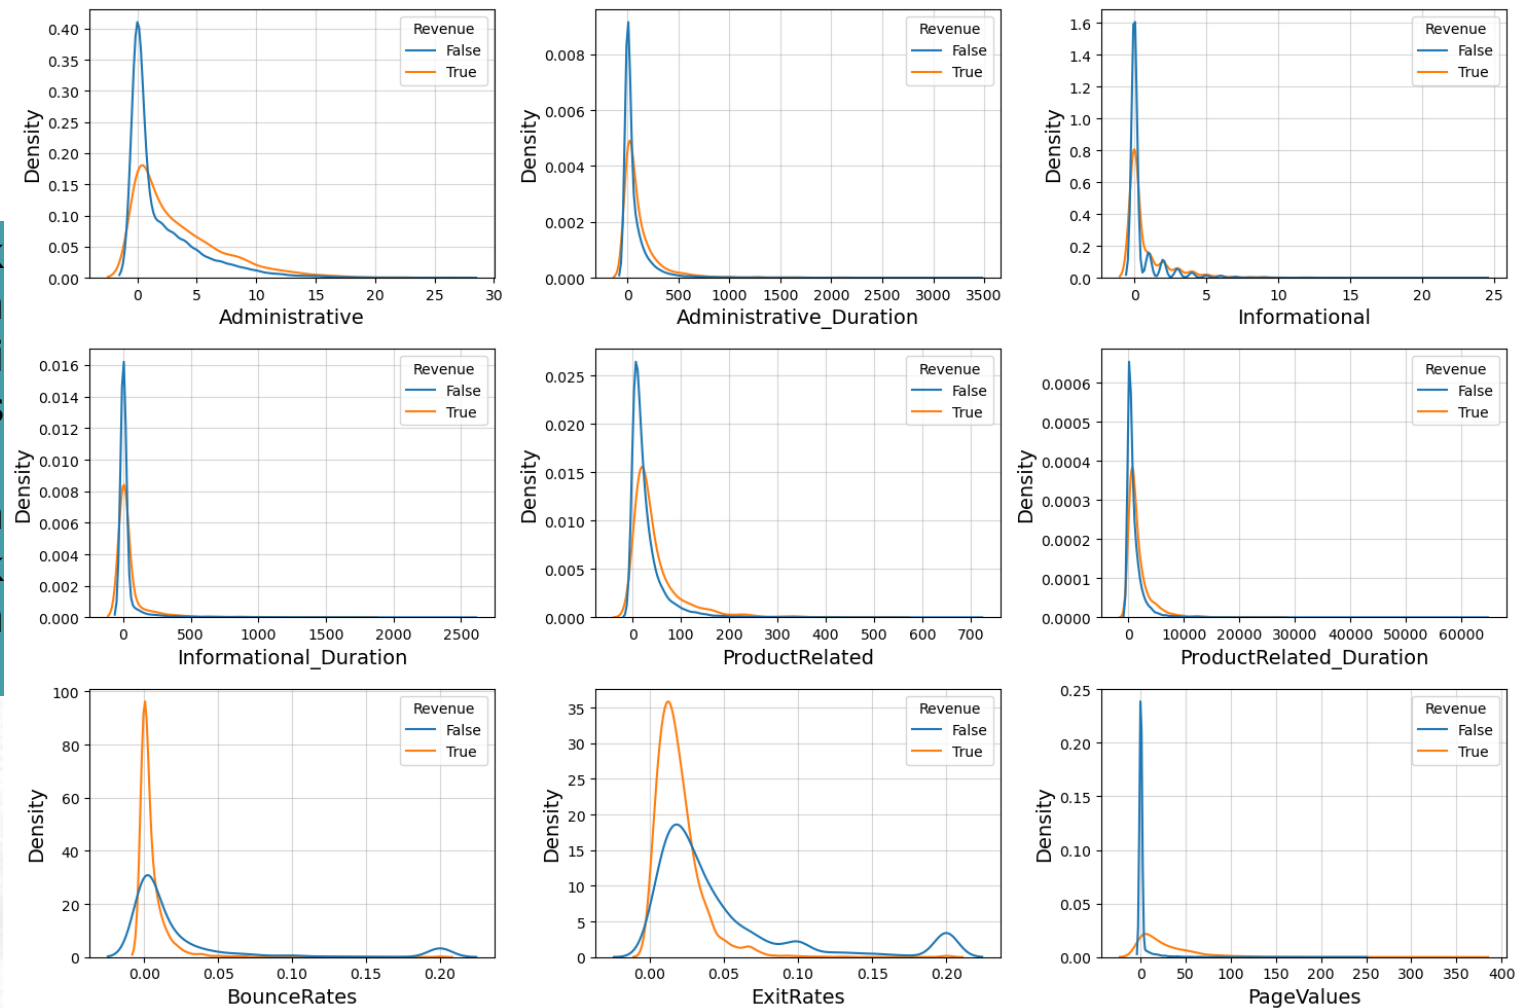 Revenue
False
True
0.40
0.35
0.30
0.25
0.20
0.15
0.10
0.05
0.00
Density
0 5 10 15 20 25 30
Administrative
Revenue
False
True
0.008
0.006
0.004
0.002
0.000
Density
0 500 1000 1500 2000 2500 3000 3500
Administrative_Duration
Revenue
False
True
1.6
1.4
1.2
1.0
0.8
0.6
0.4
0.2
0.0
Density
0 5 10 15 20 25
Informational
Revenue
False
True
0.016
0.014
0.012
0.010
0.008
0.006
0.004
0.002
0.000
Density
0 500 1000 1500 2000 2500
Informational_Duration
Revenue
False
True
0.025
0.020
0.015
0.010
0.005
0.000
Density
0 100 200 300 400 500 600 700
ProductRelated
Revenue
False
True
0.0006
0.0005
0.0004
0.0003
0.0002
0.0001
0.0000
Density
0 10000 20000 30000 40000 50000 60000
ProductRelated_Duration
Revenue
False
True
100
80
60
40
20
0
Density
0.00 0.05 0.10 0.15 0.20
BounceRates
Revenue
False
True
35
30
25
20
15
10
5
0
Density
0.00 0.05 0.10 0.15 0.20
ExitRates
Revenue
False
True
0.25
0.20
0.15
0.10
0.05
0.00
Density
0 50 100 150 200 250 300 350 400
PageValues